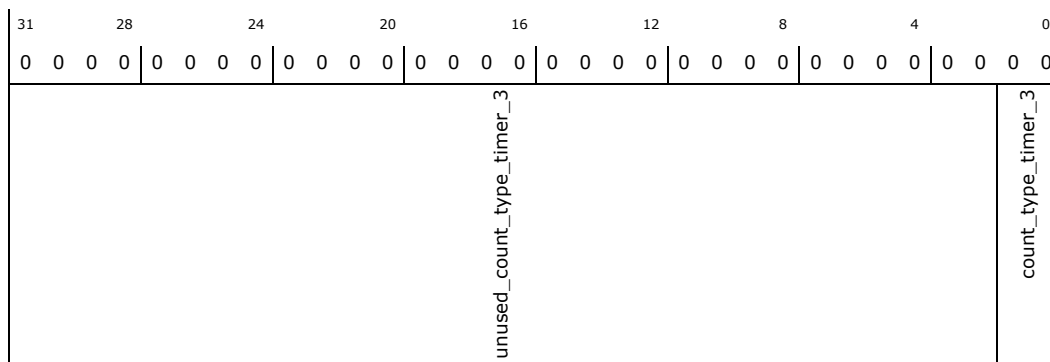 31 28 24 20 16 12 8 4 0
0 0 0 0 0 0 0 0 0 0 0 0 0 0 0 0 0 0 0 0 0 0 0 0 0 0 0 0 0 0 0 0
unused_count_type_timer_3
count_type_timer_3